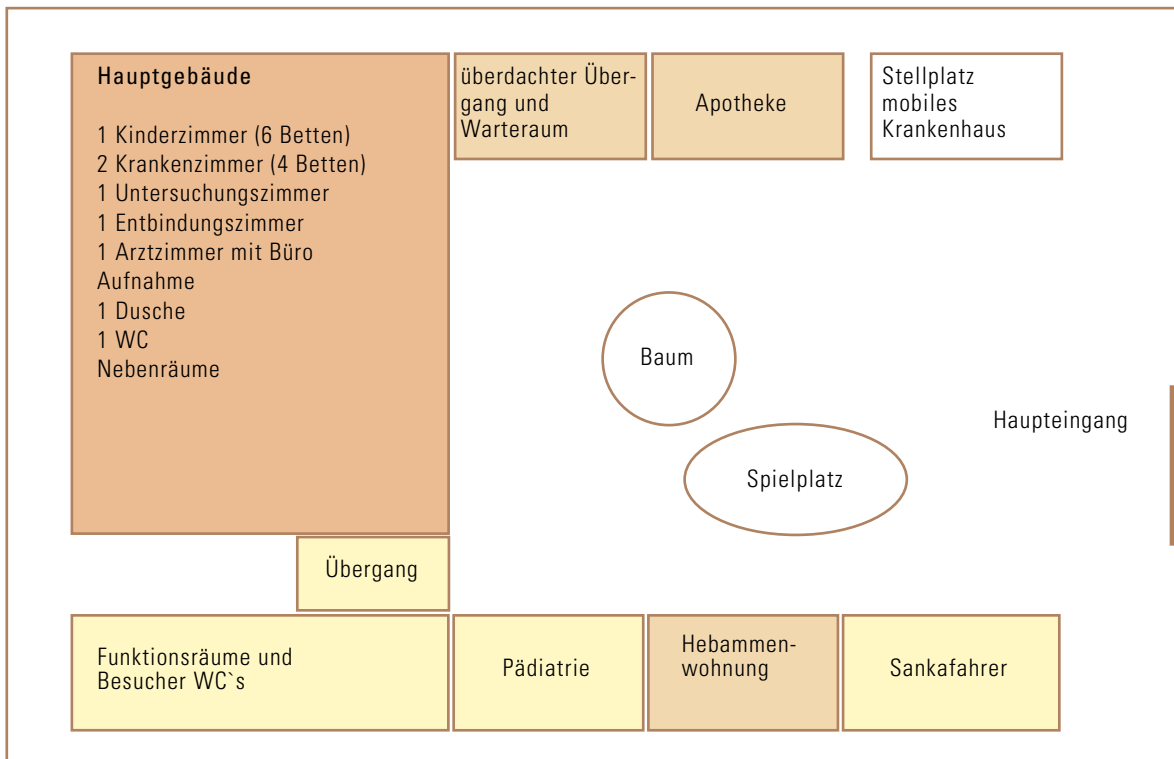 Hauptgebäude
1 Kinderzimmer (6 Betten)
2 Krankenzimmer (4 Betten)
1 Untersuchungszimmer
1 Entbindungszimmer
1 Arztzimmer mit Büro
Aufnahme
1 Dusche
1 WC
Nebenräume
überdachter Über-
gang und
Warteraum
Apotheke
Stellplatz
mobiles
Krankenhaus
Baum
Haupteingang
Spielplatz
Übergang
Funktionsräume und
Besucher WC`s
Pädiatrie
Hebammen-
wohnung
Sankafahrer